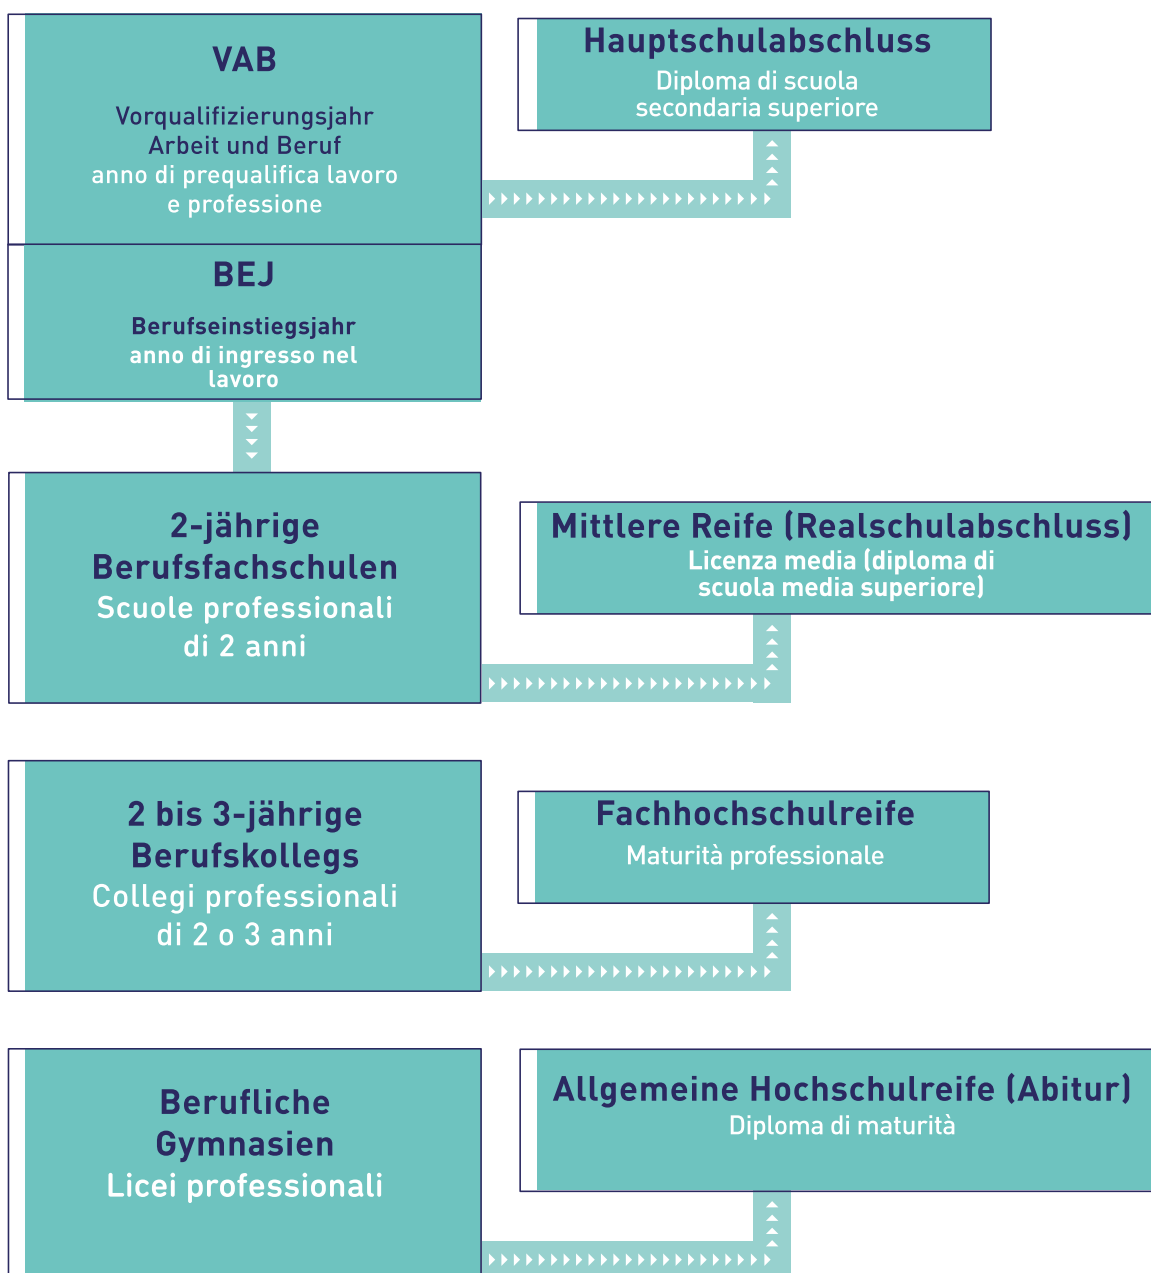 VAB
Vorqualifizierungsjahr
Arbeit und Beruf
anno di prequalifica lavoro
e professione
Hauptschulabschluss
Diploma di scuola
secondaria superiore
BEJ
Berufseinstiegsjahr
anno di ingresso nel
lavoro
2-jährige
Berufsfachschulen
Scuole professionali
di 2 anni
Mittlere Reife (Realschulabschluss)
Licenza media (diploma di
scuola media superiore)
2 bis 3-jährige
Berufskollegs
Collegi professionali
di 2 o 3 anni
Fachhochschulreife
Maturità professionale
Berufliche
Gymnasien
Licei professionali
Allgemeine Hochschulreife (Abitur)
Diploma di maturità